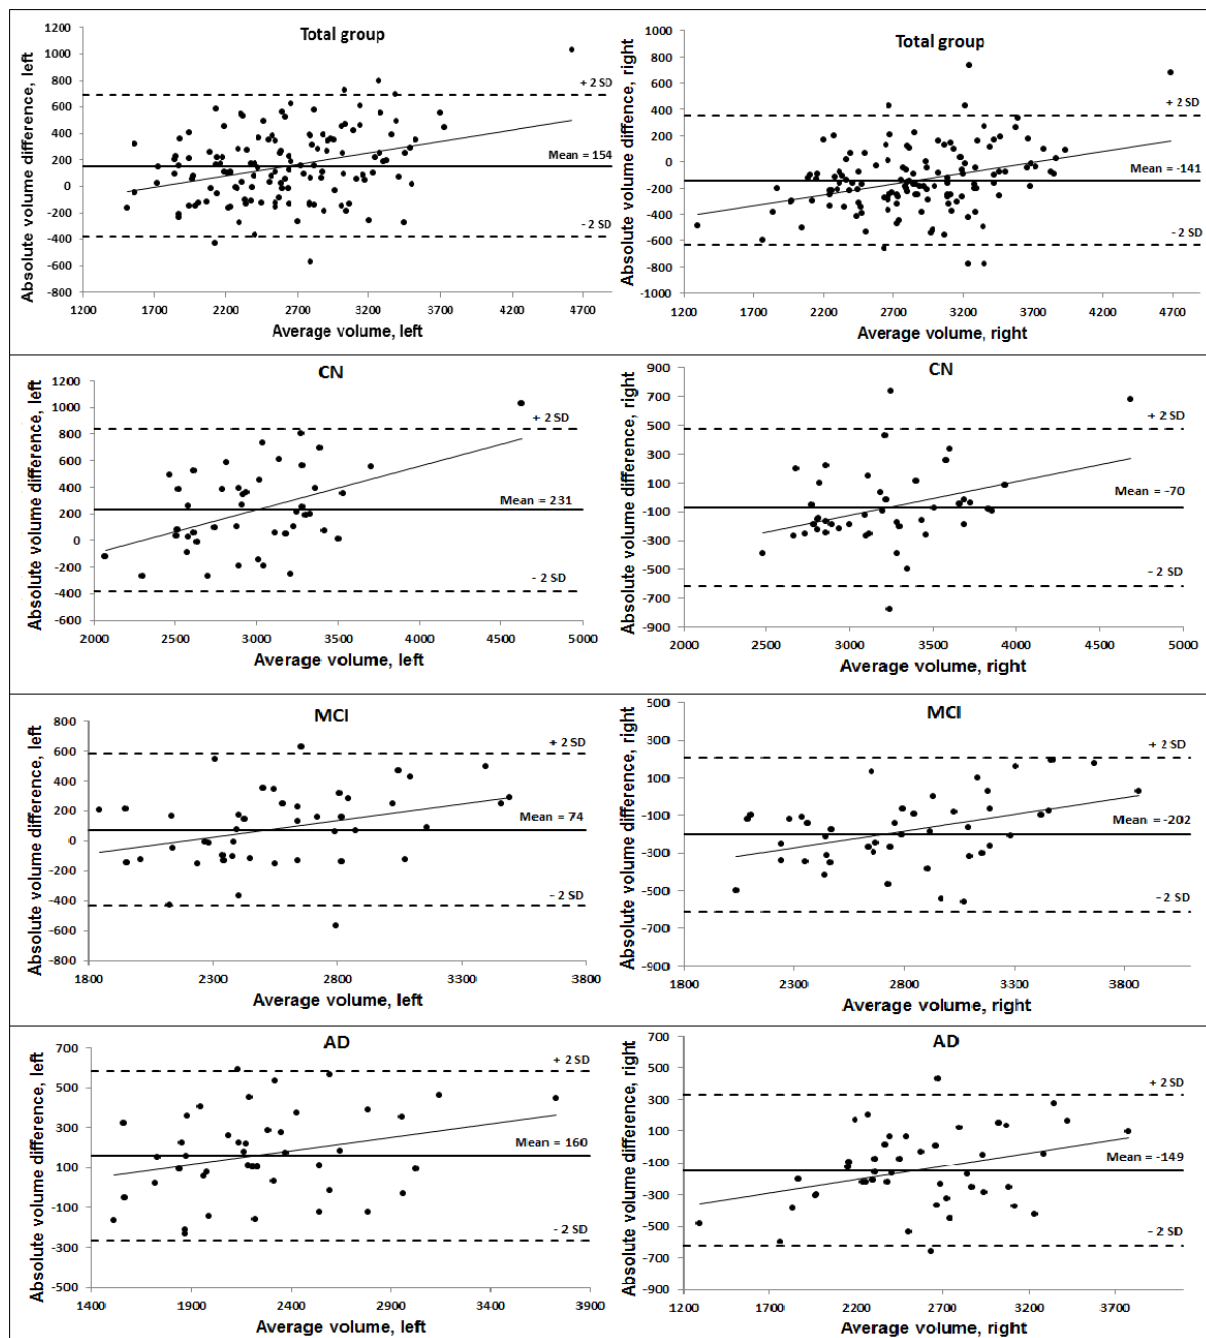 Total group
Absolute volume difference, left
1200
1000
800
600
400
200
0
-200
-400
-600
-800
+ 2 SD
Mean = 154
- 2 SD
1200 1700 2200 2700 3200 3700 4200 4700
Average volume, left
Total group
Absolute volume diffence, right
1000
800
600
400
200
0
-200
-400
-600
-800
-1000
+ 2 SD
Mean = -141
- 2 SD
1200 1700 2200 2700 3200 3700 4200 4700
Average volume, right
CN
Absolute volume difference, left
1200
1000
800
600
400
200
0
-200
-400
-600
+ 2 SD
Mean = 231
- 2 SD
2000 2500 3000 3500 4000 4500 5000
Average volume, left
CN
Absolute volume difference, right
900
700
500
300
100
-100
-300
-500
-700
-900
+ 2 SD
Mean = -70
- 2 SD
2000 2500 3000 3500 4000 4500 5000
Average volume, right
MCI
Absolute volume difference, left
800
600
400
200
0
-200
-400
-600
-800
+ 2 SD
Mean = 74
- 2 SD
1800 2300 2800 3300 3800
Average volume, left
MCI
Absolute volume difference, right
500
300
100
-100
-300
-500
-700
-900
+ 2 SD
Mean = -202
- 2 SD
1800 2300 2800 3300 3800
Average volume, right
AD
Absolute volume difference, left
700
500
300
100
-100
-300
-500
+ 2 SD
Mean = 160
- 2 SD
1400 1900 2400 2900 3400 3900
Average volume, left
AD
Absolute volume difference, right
700
500
300
100
-100
-300
-500
-700
-900
+ 2 SD
Mean = -149
- 2 SD
1200 1700 2200 2700 3200 3700
Average volume, right